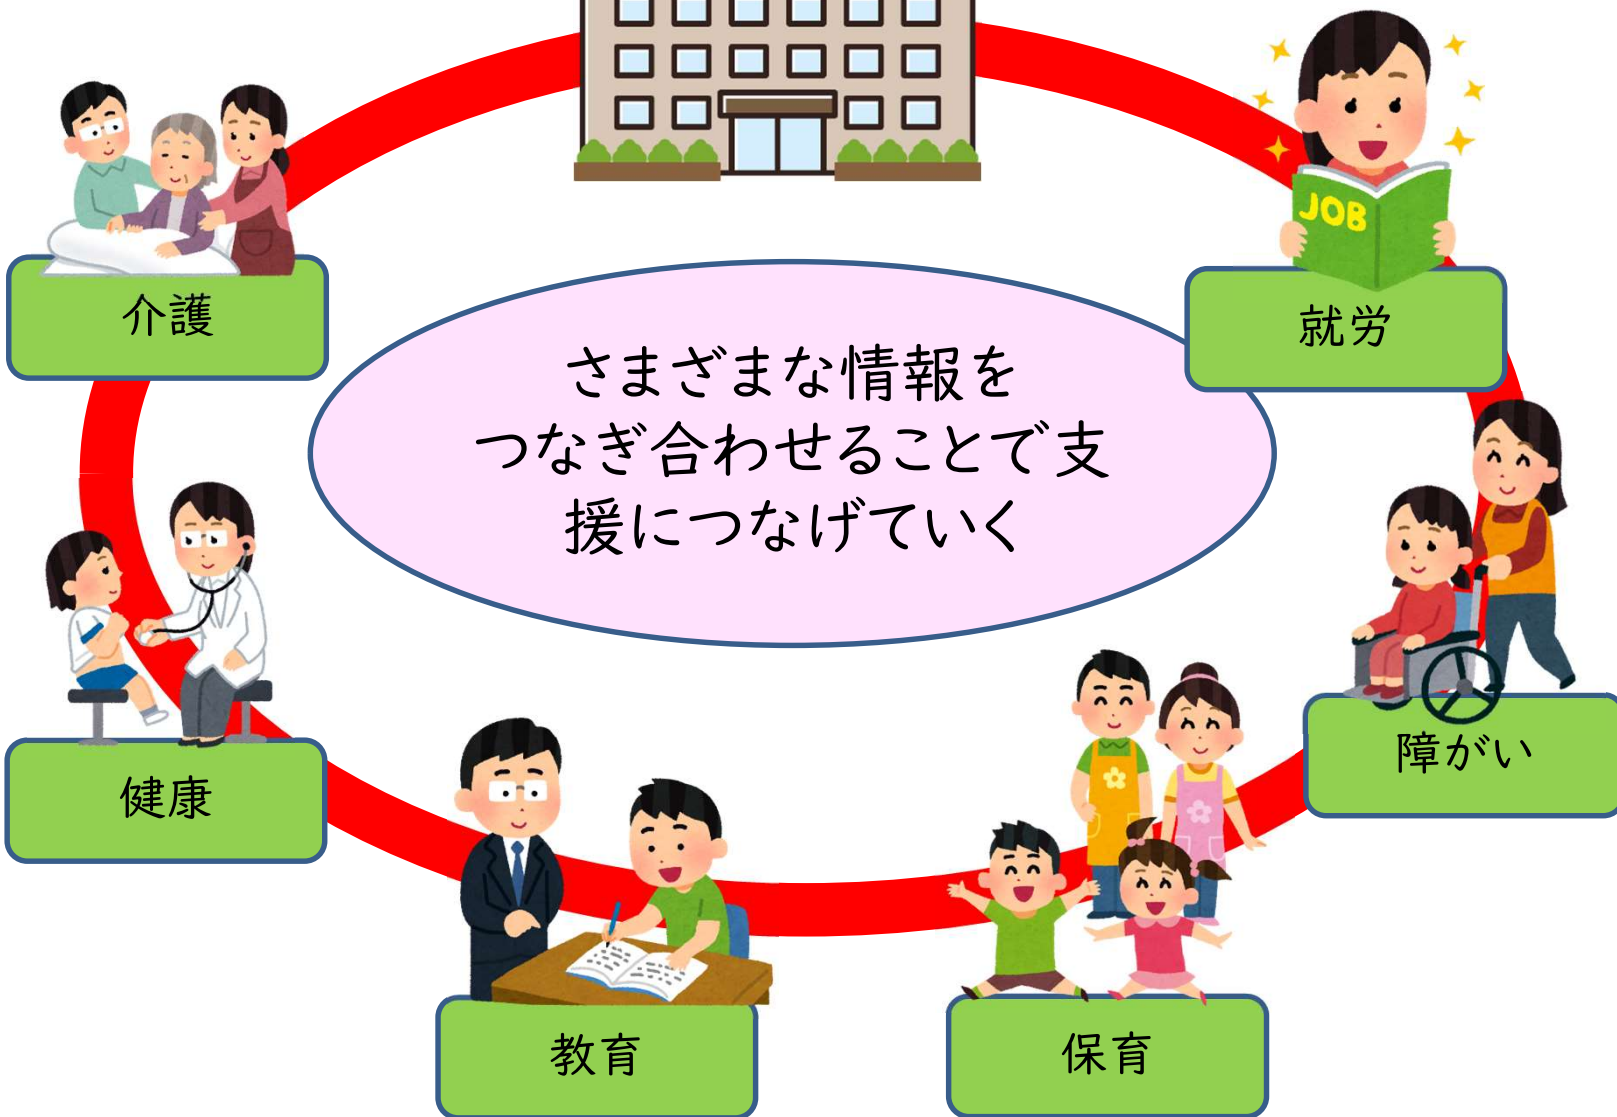 JOB
介護
就労
さまざまな情報を
つなぎ合わせることで支
援につなげていく
障がい
健康
教育
保育